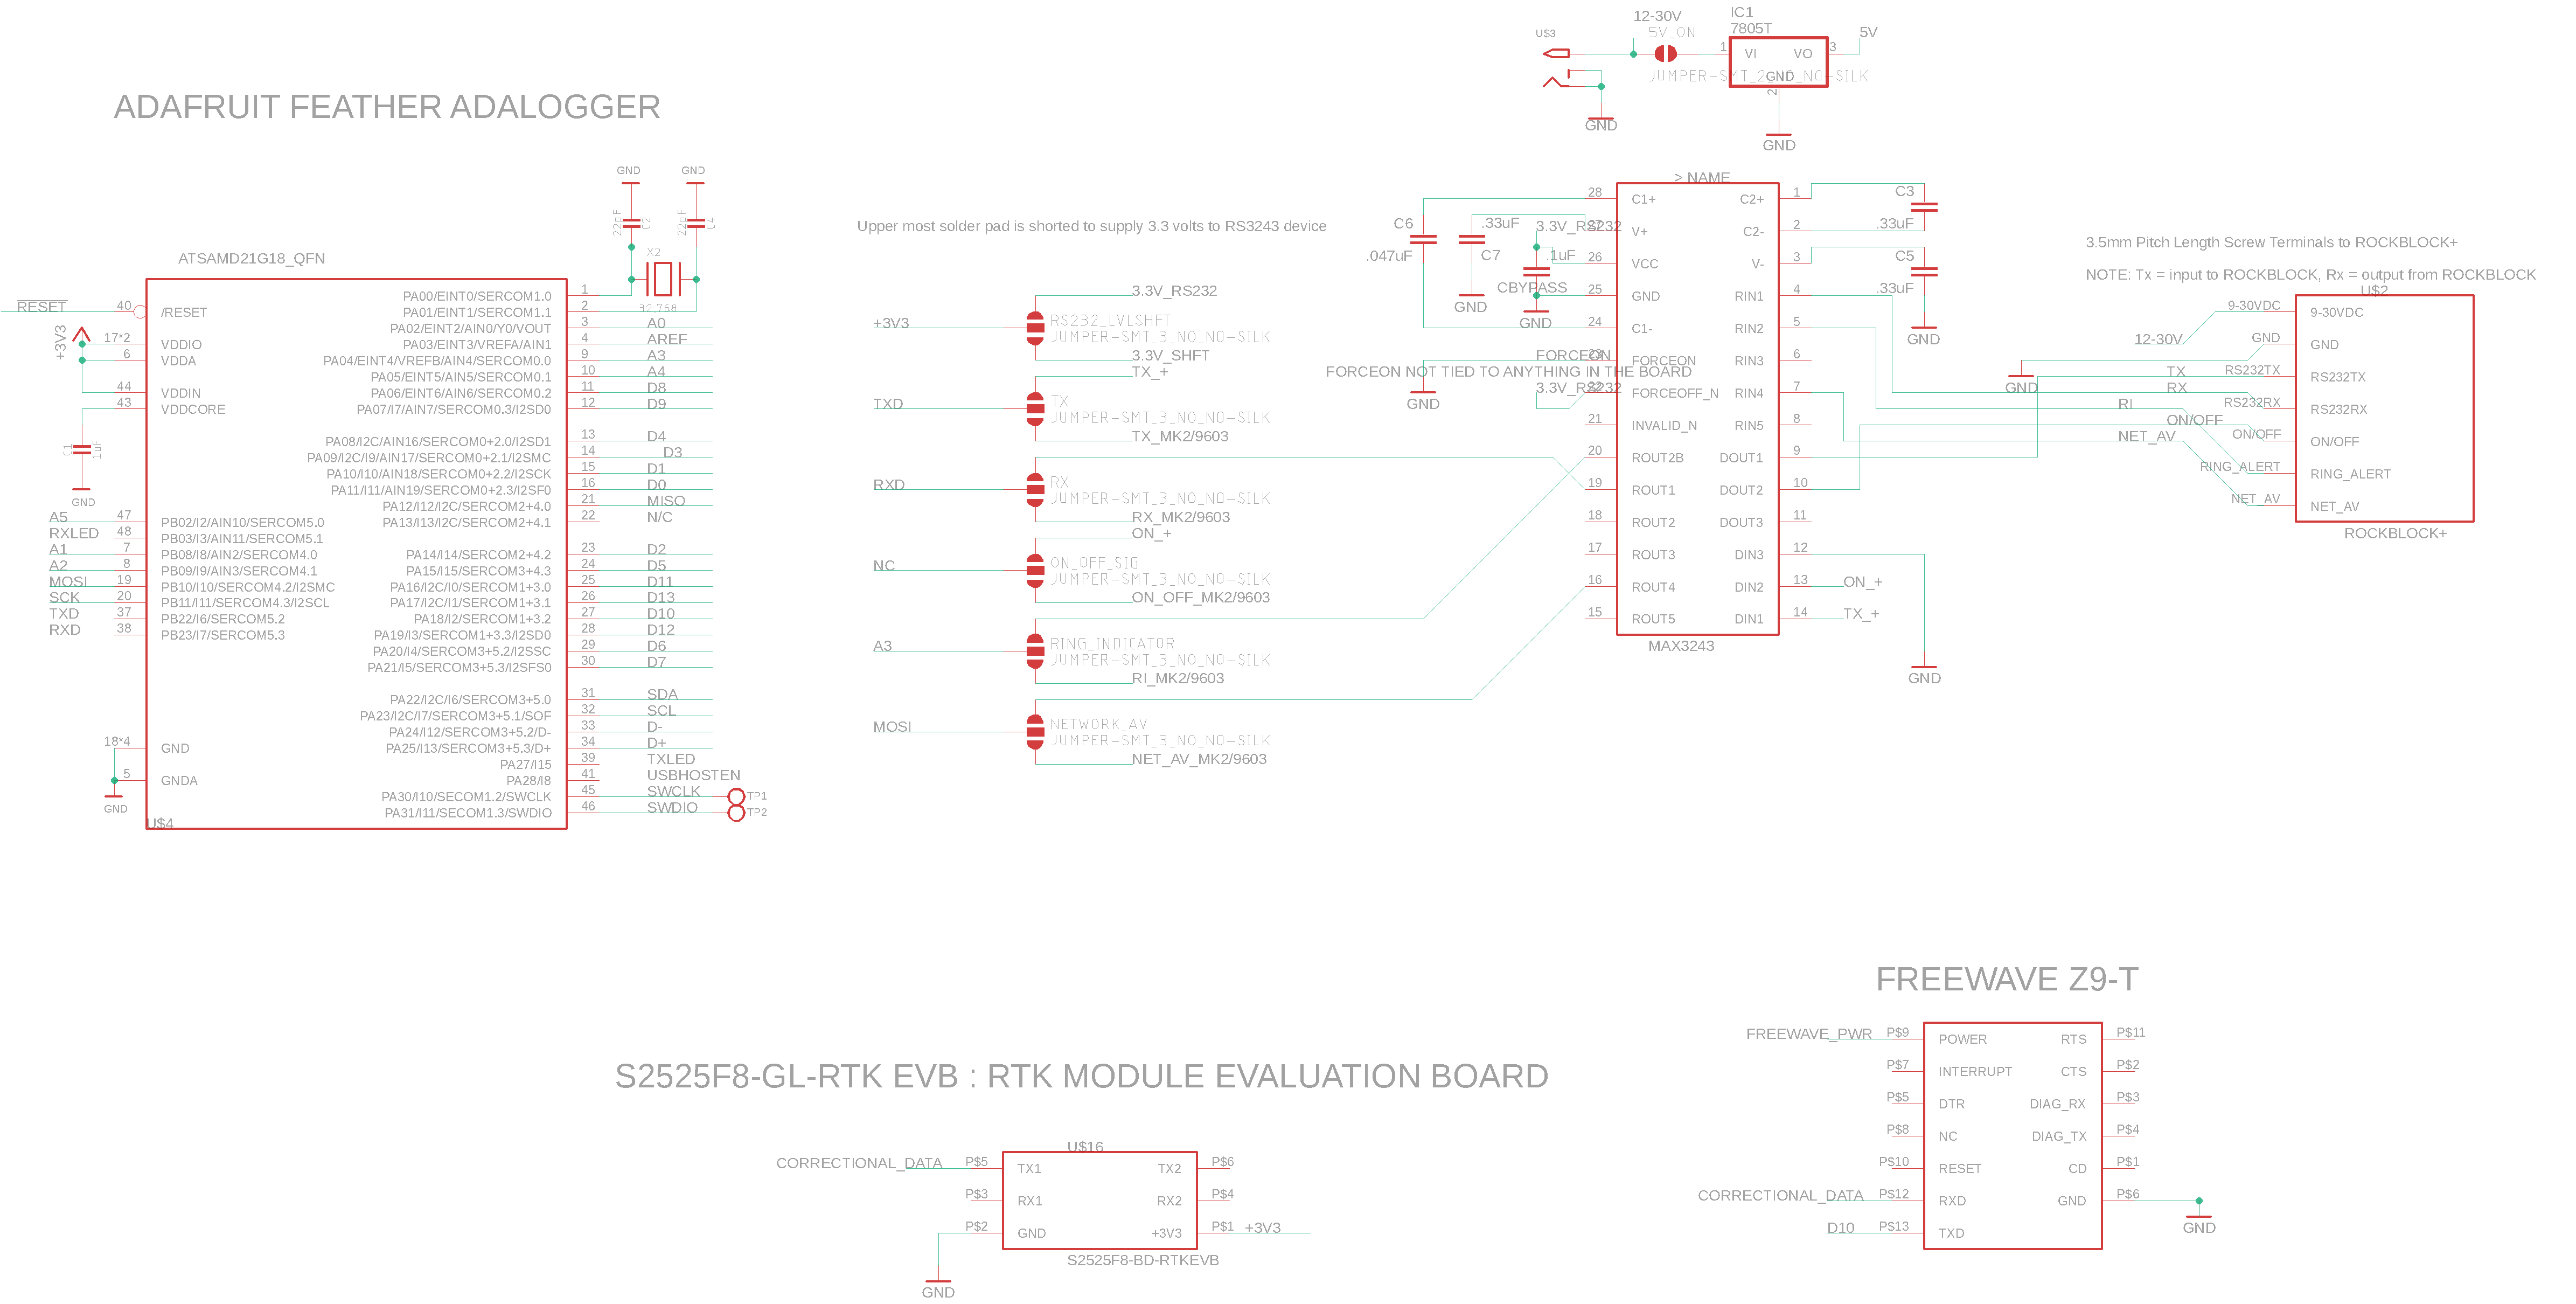 ADAFRUIT FEATHER ADALOGGER
GND
GND
22pF
C2
22pF
C4
X2
32.768
ATSAMD21G18_QFN
RESET
40
/RESET
+3V3
17*2
VDDIO
6
VDDA
44
VDDIN
43
VDDCORE
C1
1uF
GND
A5
47
PB02/I2/AIN10/SERCOM5.0
RXLED
48
PB03/I3/AIN11/SERCOM5.1
A1
7
PB08/I8/AIN2/SERCOM4.0
A2
8
PB09/I9/AIN3/SERCOM4.1
MOSI
19
PB10/I10/SERCOM4.2/I2SMC
SCK
20
PB11/I11/SERCOM4.3/I2SCL
TXD
37
PB22/I6/SERCOM5.2
RXD
38
PB23/I7/SERCOM5.3
18*4
GND
5
GNDA
GND
U$4
PA00/EINT0/SERCOM1.0
1
PA01/EINT1/SERCOM1.1
2
PA02/EINT2/AIN0/Y0/VOUT
3
A0
PA03/EINT3/VREFA/AIN1
4
AREF
PA04/EINT4/VREFB/AIN4/SERCOM0.0
9
A3
PA05/EINT5/AIN5/SERCOM0.1
10
A4
PA06/EINT6/AIN6/SERCOM0.2
11
D8
PA07/I7/AIN7/SERCOM0.3/I2SD0
12
D9
PA08/I2C/AIN16/SERCOM0+2.0/I2SD1
13
D4
PA09/I2C/I9/AIN17/SERCOM0+2.1/I2SMC
14
D3
PA10/I10/AIN18/SERCOM0+2.2/I2SCK
15
D1
PA11/I11/AIN19/SERCOM0+2.3/I2SF0
16
D0
PA12/I12/I2C/SERCOM2+4.0
21
MISO
PA13/I13/I2C/SERCOM2+4.1
22
N/C
PA14/I14/SERCOM2+4.2
23
D2
PA15/I15/SERCOM2+4.3
24
D5
PA16/I2C/I0/SERCOM1+3.0
25
D11
PA17/I2C/I1/SERCOM1+3.1
26
D13
PA18/I2/SERCOM1+3.2
27
D10
PA19/I3/SERCOM1+3.3/I2SD0
28
D12
PA20/I4/SERCOM3+5.2/I2SSC
29
D6
PA21/I5/SERCOM3+5.3/I2SFS0
30
D7
PA22/I2C/I6/SERCOM3+5.0
31
SDA
PA23/I2C/I7/SERCOM3+5.1/SOF
32
SCL
PA24/I12/SERCOM3+5.2/D-
33
D-
PA25/I13/SERCOM3+5.3/D+
34
D+
PA27/I15
39
TXLED
PA28/I8
41
USBHOSTEN
PA30/I10/SECOM1.2/SWCLK
45
SWCLK
TP1
PA31/I11/SECOM1.3/SWDIO
46
SWDIO
TP2
Upper most solder pad is shorted to supply 3.3 volts to RS3243 device
3.3V_RS232
+3V3
RS232_LVLSHFT
JUMPER-SMT_3_NO_NO-SILK
3.3V_SHFT
TX_+
TXD
TX
JUMPER-SMT_3_NO_NO-SILK
TX_MK2/9603
RXD
RX
JUMPER-SMT_3_NO_NO-SILK
RX_MK2/9603
ON_+
NC
ON_OFF_SIG
JUMPER-SMT_3_NO_NO-SILK
ON_OFF_MK2/9603
A3
RING_INDICATOR
JUMPER-SMT_3_NO_NO-SILK
RI_MK2/9603
MOSI
NETWORK_AV
JUMPER-SMT_3_NO_NO-SILK
NET_AV_MK2/9603
U$3
12-30V
5V_ON
JUMPER-SMT_2_NO_NO-SILK
IC1
7805T
1
VI
VO
3
5V
GND
2
GND
GND
> NAME
C6
.047uF
.33uF
C7
GND
3.3V_RS232
.1uF
CBYPASS
GND
FORCEON
FORCEON NOT TIED TO ANYTHING IN THE BOARD
3.3V_RS232
GND
28
C1+
27
V+
26
VCC
25
GND
24
C1-
23
FORCEON
22
FORCEOFF_N
21
INVALID_N
20
ROUT2B
19
ROUT1
18
ROUT2
17
ROUT3
16
ROUT4
15
ROUT5
C2+
1
C2-
2
V-
3
RIN1
4
RIN2
5
RIN3
6
RIN4
7
RIN5
8
DOUT1
9
DOUT2
10
DOUT3
11
DIN3
12
DIN2
13
ON_+
DIN1
14
TX_+
MAX3243
C3
.33uF
C5
.33uF
GND
GND
3.5mm Pitch Length Screw Terminals to ROCKBLOCK+
NOTE: Tx = input to ROCKBLOCK, Rx = output from ROCKBLOCK
U$2
12-30V
GND
TX
RX
RI
ON/OFF
NET_AV
9-30VDC
9-30VDC
GND
GND
RS232TX
RS232TX
RS232RX
RS232RX
ON/OFF
ON/OFF
RING_ALERT
RING_ALERT
NET_AV
NET_AV
ROCKBLOCK+
FREEWAVE Z9-T
FREEWAVE_PWR
P$9
POWER
RTS
P$11
P$7
INTERRUPT
CTS
P$2
P$5
DTR
DIAG_RX
P$3
P$8
NC
DIAG_TX
P$4
P$10
RESET
CD
P$1
CORRECTIONAL_DATA
P$12
RXD
GND
P$6
D10
P$13
TXD
GND
S2525F8-GL-RTK EVB : RTK MODULE EVALUATION BOARD
U$16
CORRECTIONAL_DATA
P$5
TX1
TX2
P$6
P$3
RX1
RX2
P$4
P$2
GND
+3V3
P$1
+3V3
S2525F8-BD-RTKEVB
GND